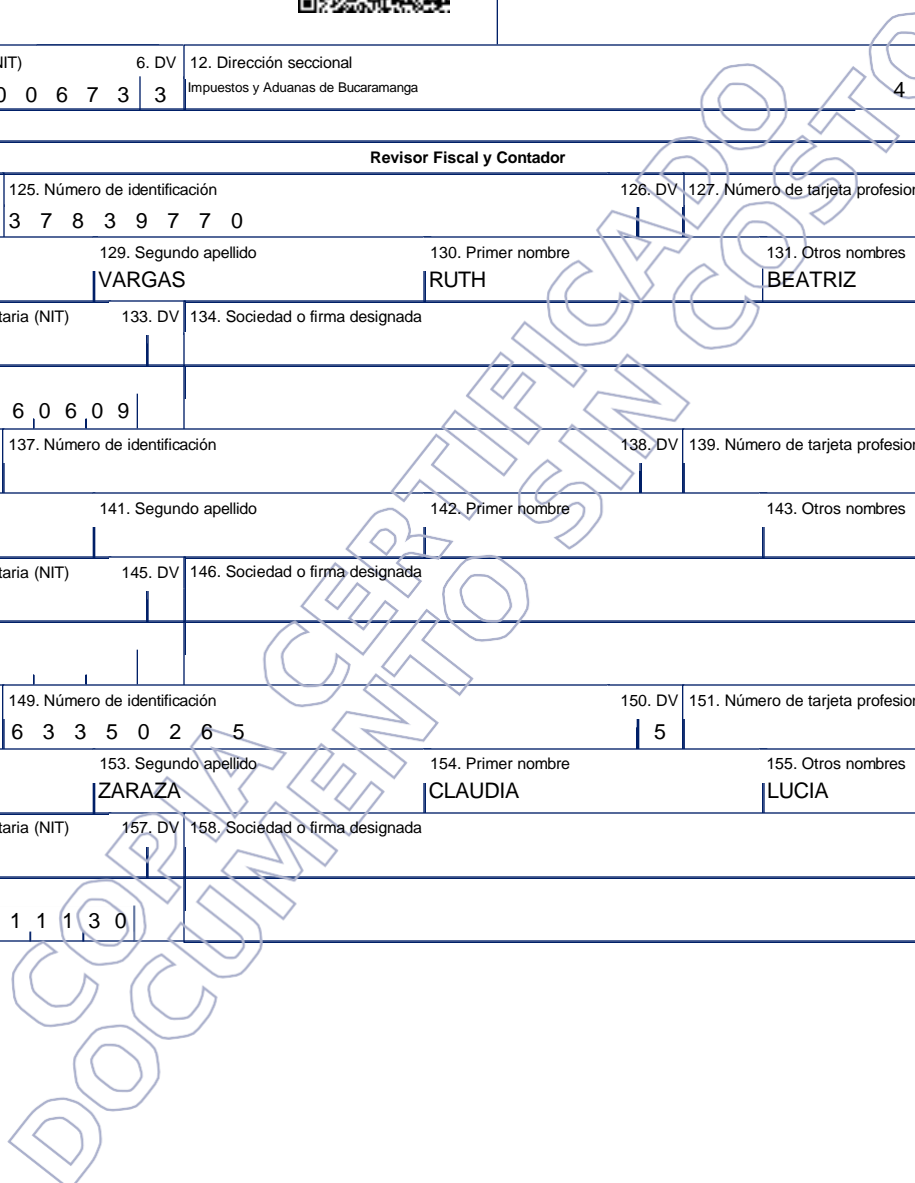 NIT) 6. DV 12. Dirección seccional
0 0 6 7 3 3 Impuestos y Aduanas de Bucaramanga 4
Revisor Fiscal y Contador
125. Número de identificación 126. DV 127. Número de tarjeta profesion
3 7 8 3 9 7 7 0
129. Segundo apellido 130. Primer nombre 131. Otros nombres
VARGAS RUTH BEATRIZ
taria (NIT) 133. DV 134. Sociedad o firma designada
6 0 6 0 9
137. Número de identificación 138. DV 139. Número de tarjeta profesion
141. Segundo apellido 142. Primer nombre 143. Otros nombres
taria (NIT) 145. DV 146. Sociedad o firma designada
149. Número de identificación 150. DV 151. Número de tarjeta profesion
6 3 3 5 0 2 6 5 5
153. Segundo apellido 154. Primer nombre 155. Otros nombres
ZARAZA CLAUDIA LUCIA
taria (NIT) 157. DV 158. Sociedad o firma designada
1 1 1 3 0
COPIA CERTIFICADO
DOCUMENTO SIN COSTO